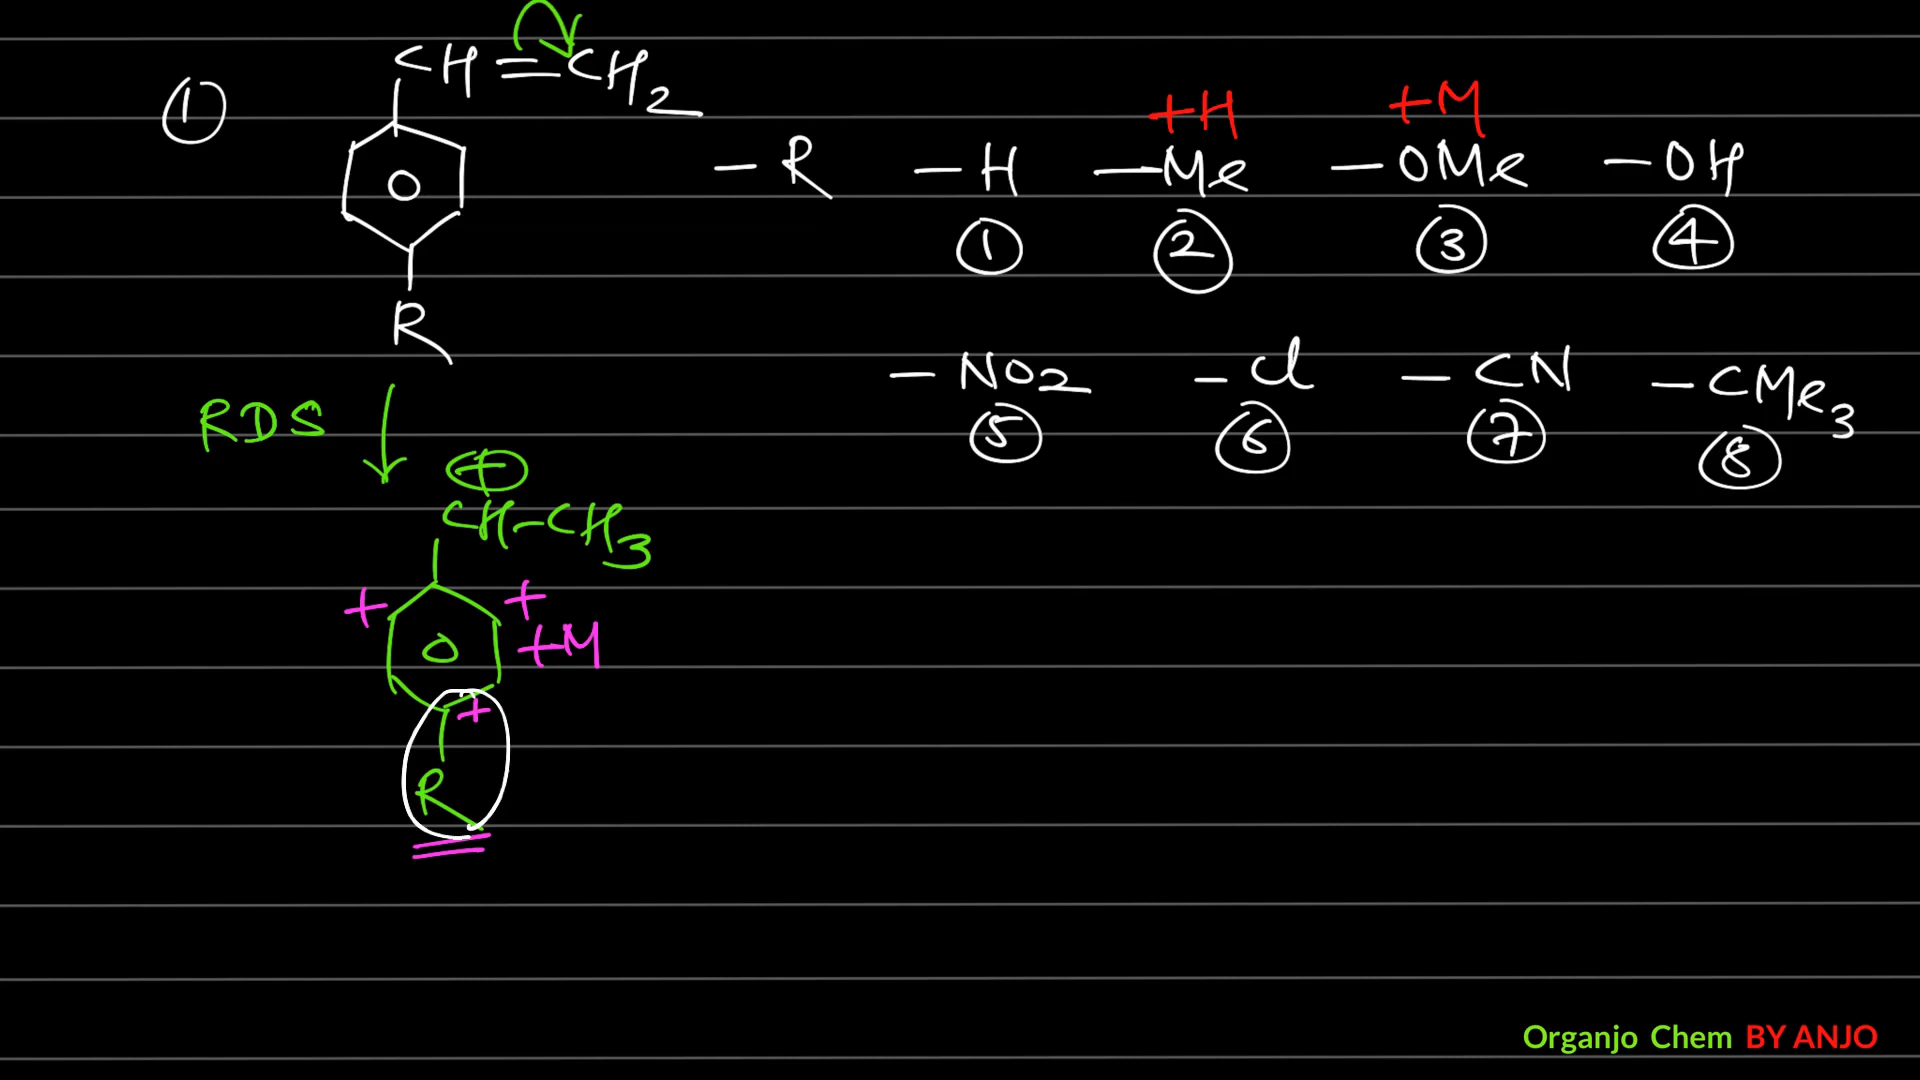 ① CH=CH2
+H +M
R
-R -H -Me -OMe -OH
① ② ③ ④
-NO2 -Cl -CN -CMe3
⑤ ⑥ ⑦ ⑧
RDS
⊕
CH-CH3
+ +
+M
+
R
Organjo Chem BY ANJO